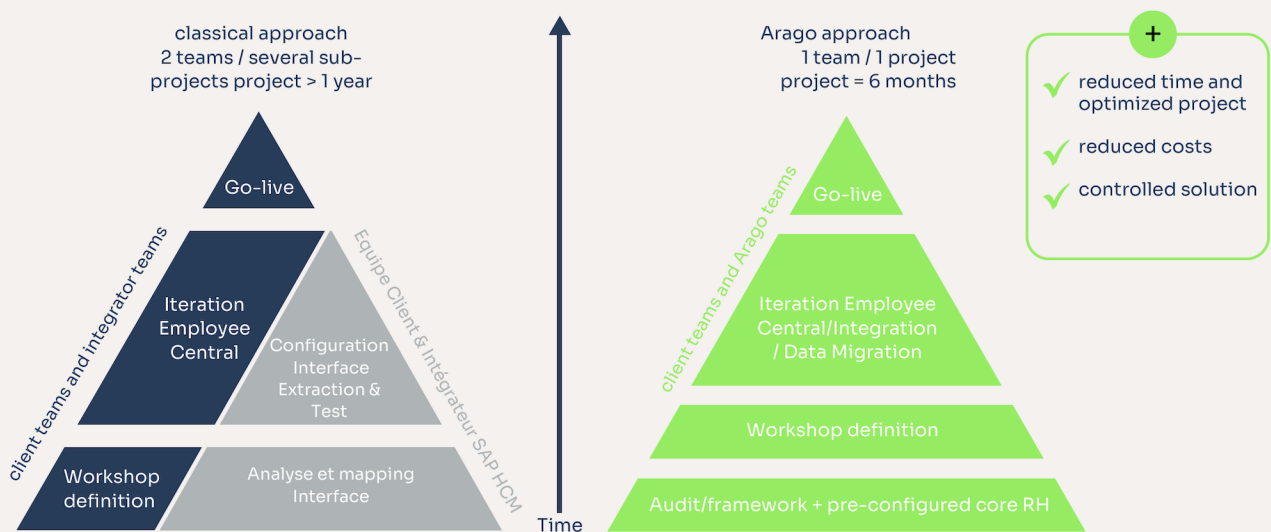 classical approach
2 teams / several sub-
projects project > 1 year
Go-live
client teams and integrator teams
Iteration
Employee
Central
Configuration
Interface
Extraction &
Test
Equipe Client & Intégrateur SAP HCM
Workshop
definition
Analyse et mapping
Interface
Time
Arago approach
1 team / 1 project
project = 6 months
Go-live
client teams and Arago teams
Iteration Employee
Central/Integration
/ Data Migration
Workshop definition
Audit/framework + pre-configured core RH
+
reduced time and
optimized project
reduced costs
controlled solution